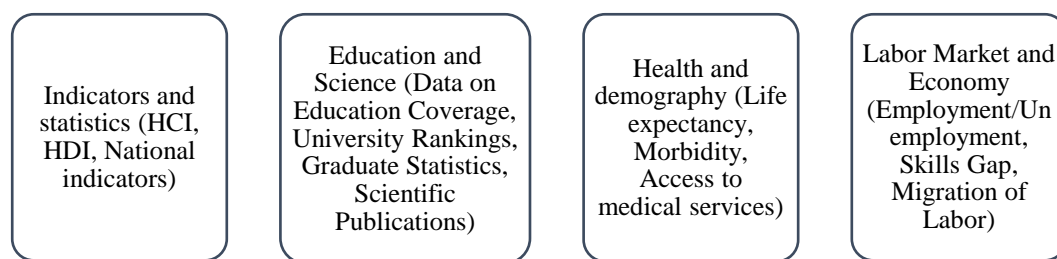 Indicators and
statistics (HCI,
HDI, National
indicators)
Education and
Science (Data on
Education Coverage,
University Rankings,
Graduate Statistics,
Scientific
Publications)
Health and
demography (Life
expectancy,
Morbidity,
Access to
medical services)
Labor Market and
Economy
(Employment/Un
employment,
Skills Gap,
Migration of
Labor)